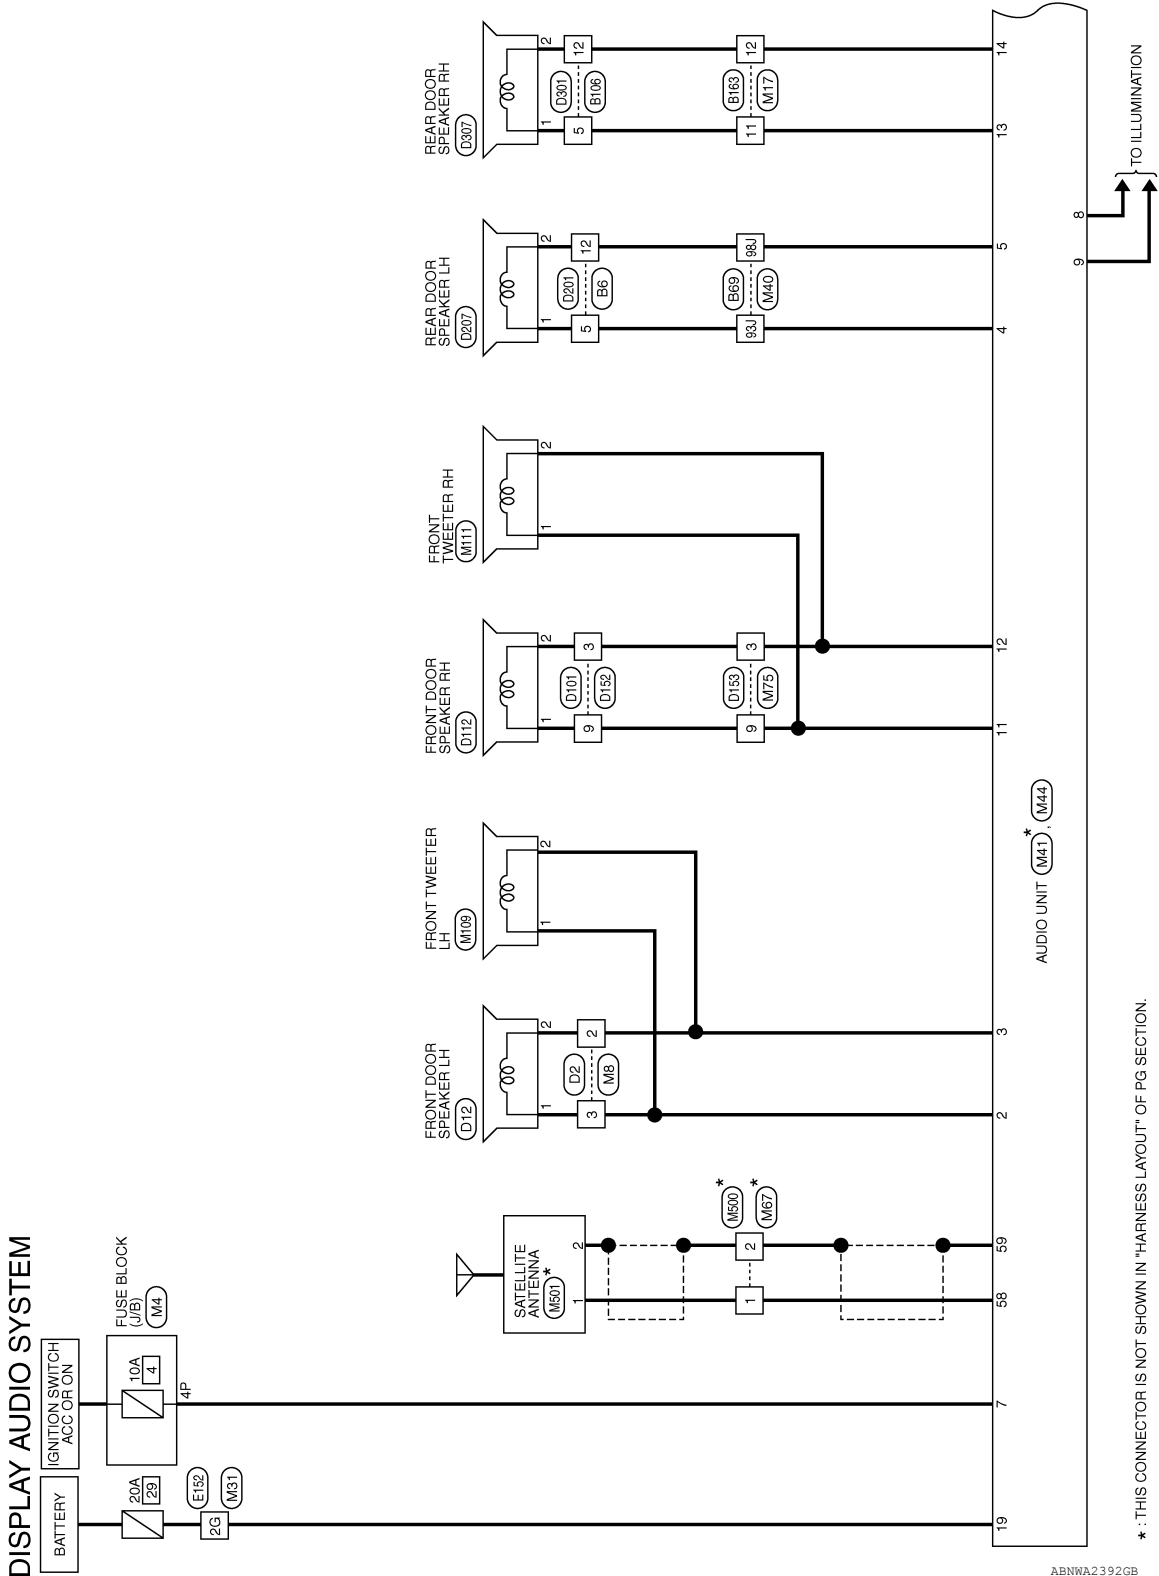 DISPLAY AUDIO SYSTEM
BATTERY
20A
29
E152
2G
M31
19
IGNITION SWITCH
ACC OR ON
FUSE BLOCK
(J/B)
M4
10A
4
4P
7
SATELLITE
ANTENNA
M501 *
1
2
M500 *
M67 *
1
2
58
59
FRONT DOOR
SPEAKER LH
D12
1
2
D2
M8
3
2
2
3
FRONT TWEETER
LH
M109
1
2
FRONT DOOR
SPEAKER RH
D112
1
2
D101
D152
9
3
D153
M75
9
3
11
12
FRONT
TWEETER RH
M111
1
2
REAR DOOR
SPEAKER LH
D207
1
2
D201
B6
5
12
B69
M40
93J
98J
4
5
REAR DOOR
SPEAKER RH
D307
1
2
D301
B106
5
12
B163
M17
11
12
13
14
AUDIO UNIT M41 *, M44
9
8
TO ILLUMINATION
* : THIS CONNECTOR IS NOT SHOWN IN "HARNESS LAYOUT" OF PG SECTION.
ABNWA2392GB